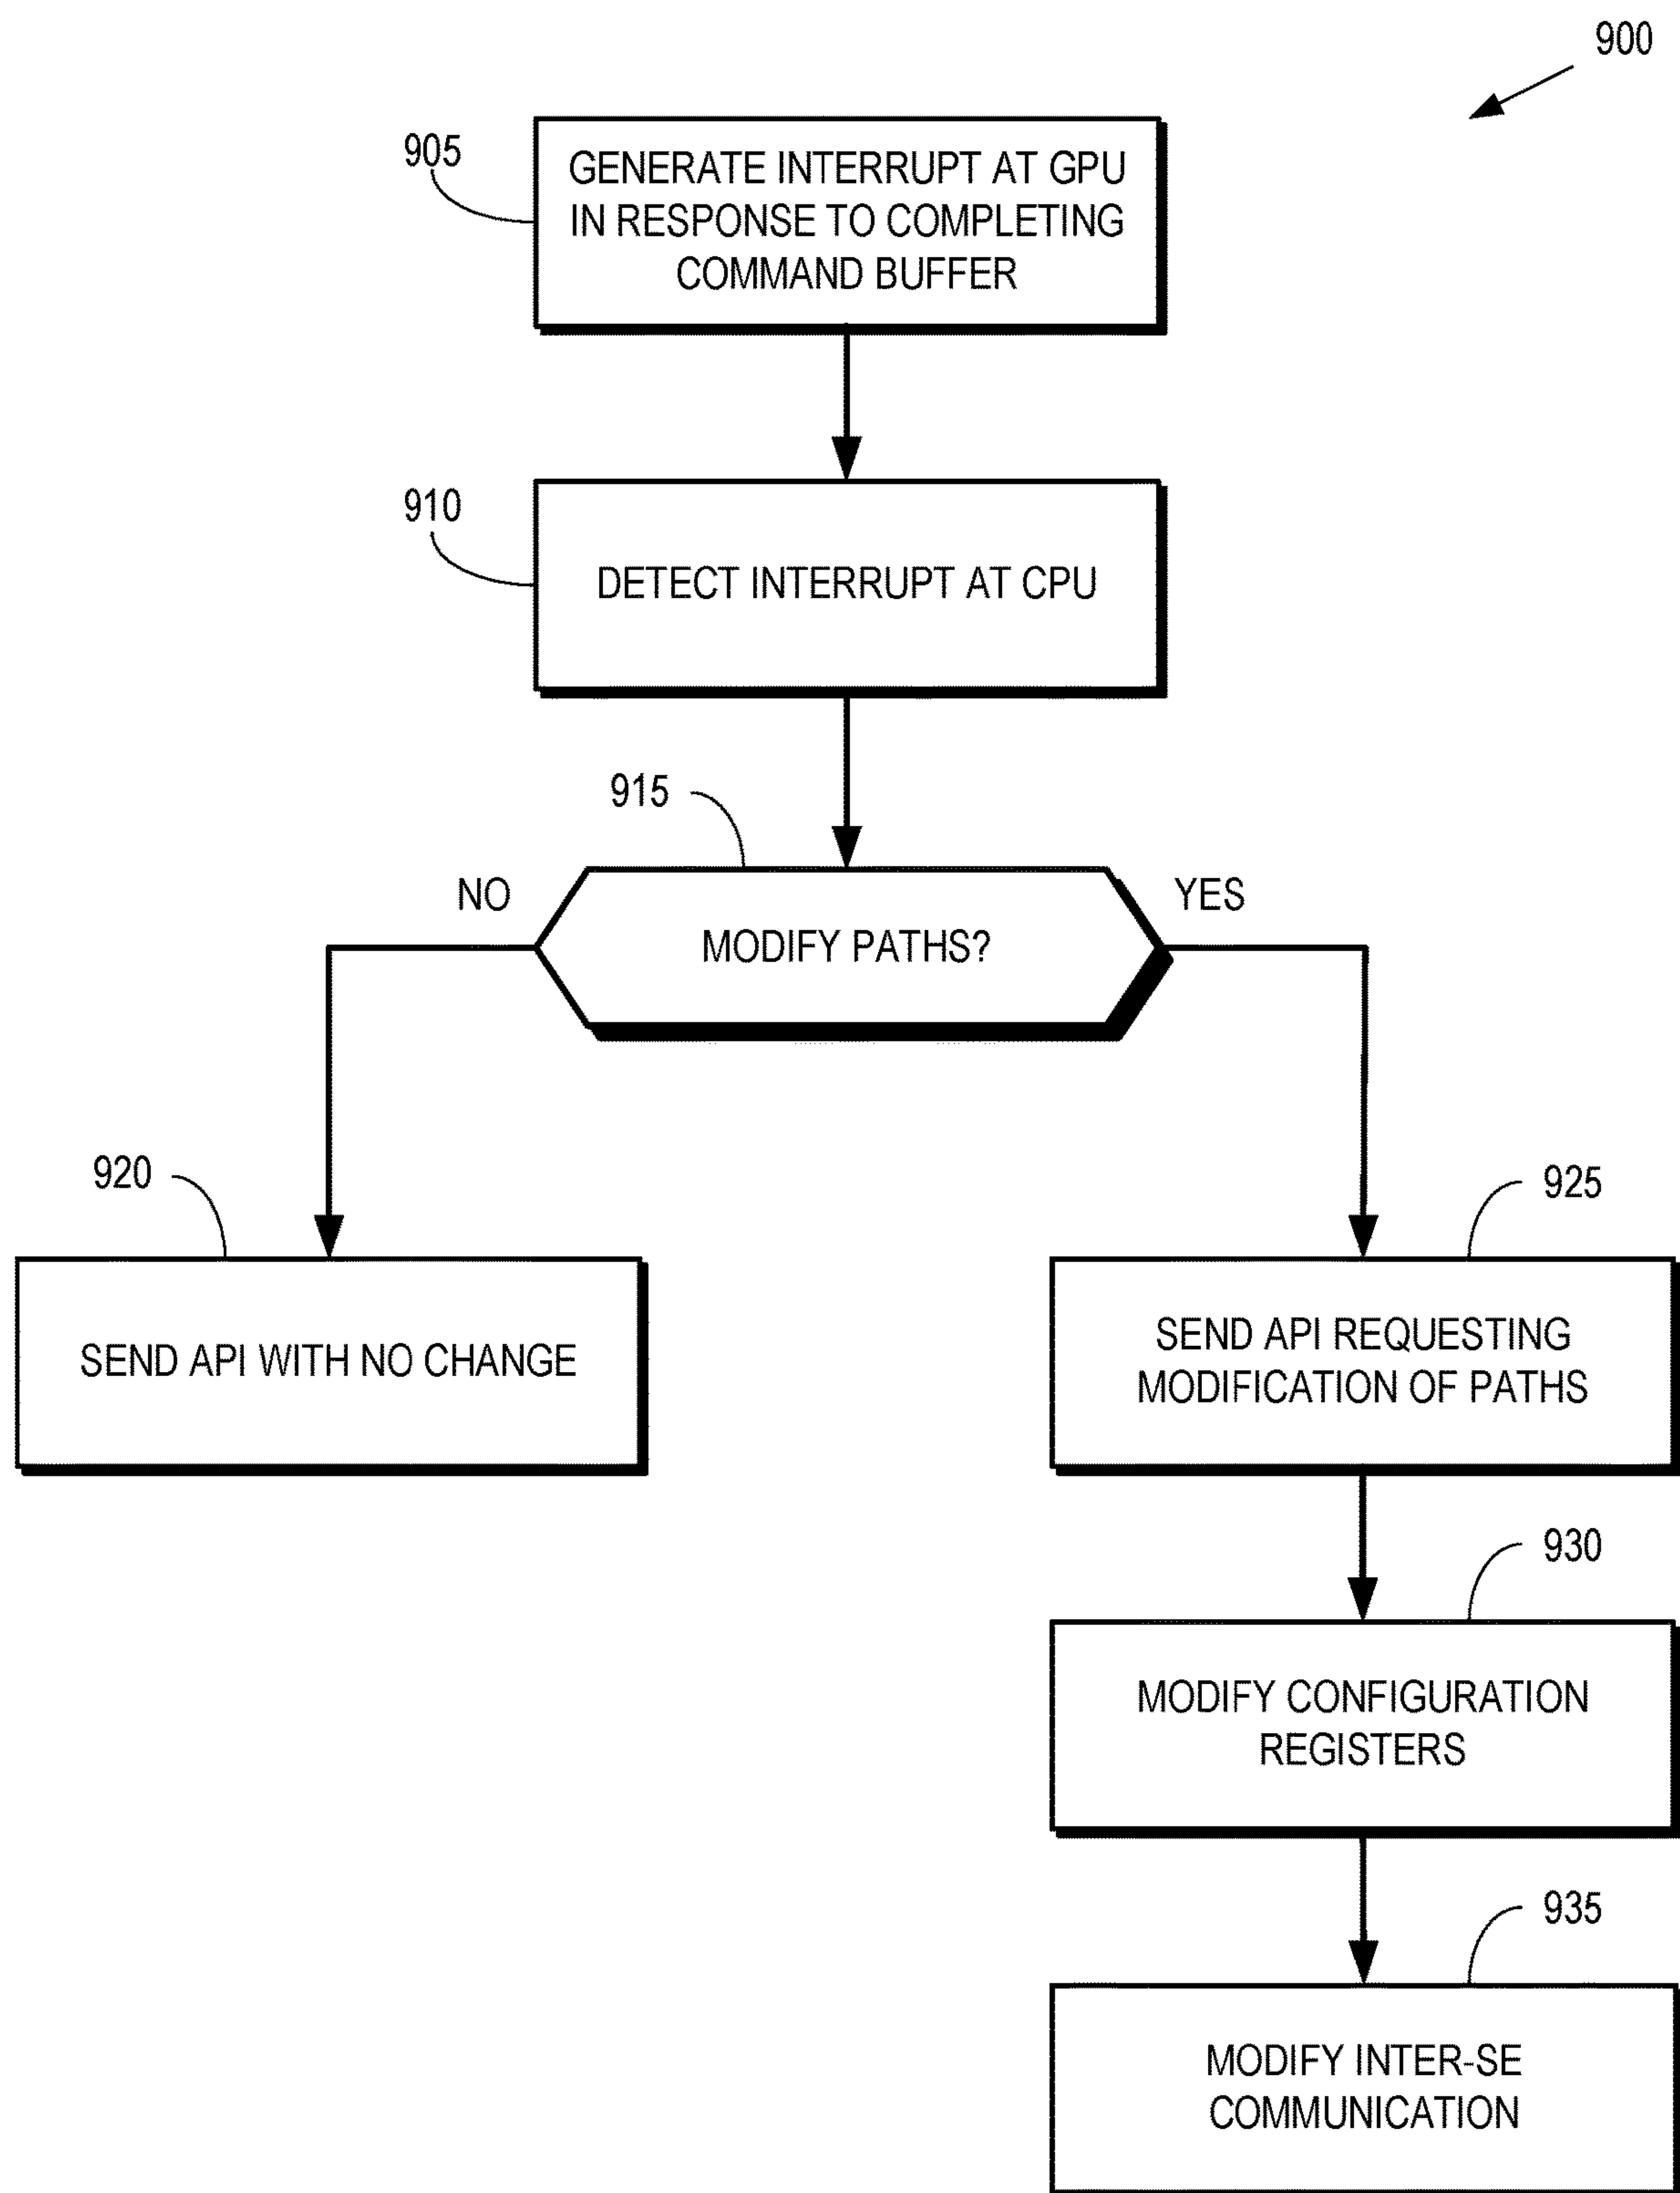 900
905
GENERATE INTERRUPT AT GPU
IN RESPONSE TO COMPLETING
COMMAND BUFFER
910
DETECT INTERRUPT AT CPU
915
NO
YES
MODIFY PATHS?
920
925
SEND API WITH NO CHANGE
SEND API REQUESTING
MODIFICATION OF PATHS
930
MODIFY CONFIGURATION
REGISTERS
935
MODIFY INTER-SE
COMMUNICATION